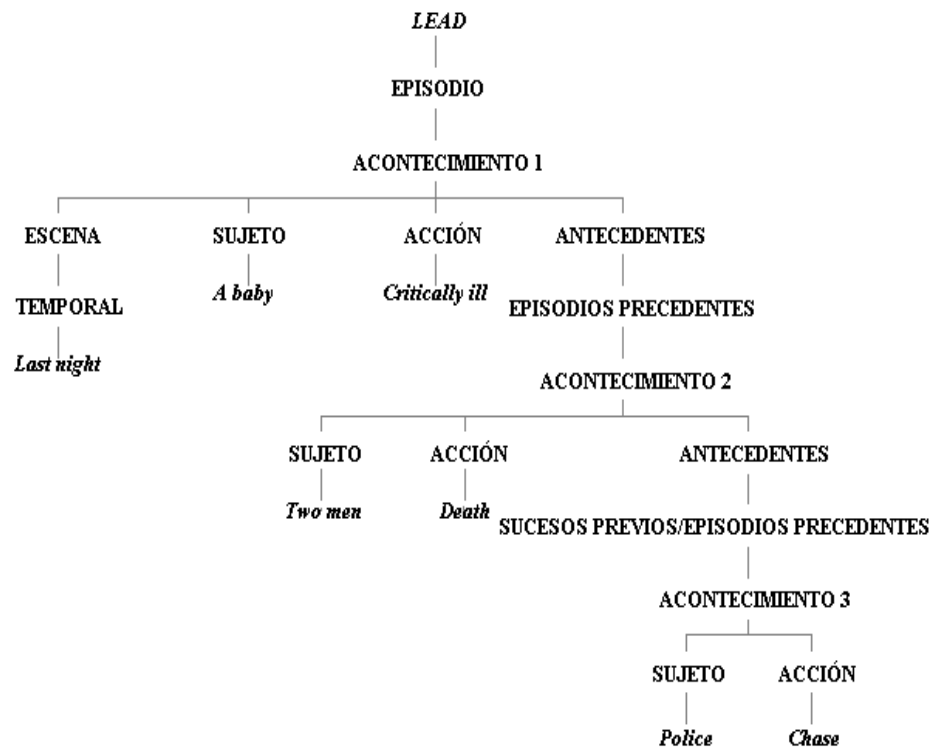 LEAD
EPISODIO
ACONTECIMIENTO 1
ESCENA SUJETO ACCIÓN ANTECEDENTES
A baby Critically ill
TEMPORAL EPISODIOS PRECEDENTES
Last night
ACONTECIMIENTO 2
SUJETO ACCIÓN ANTECEDENTES
Two men Death
SUCESOS PREVIOS/EPISODIOS PRECEDENTES
ACONTECIMIENTO 3
SUJETO ACCIÓN
Police Chase